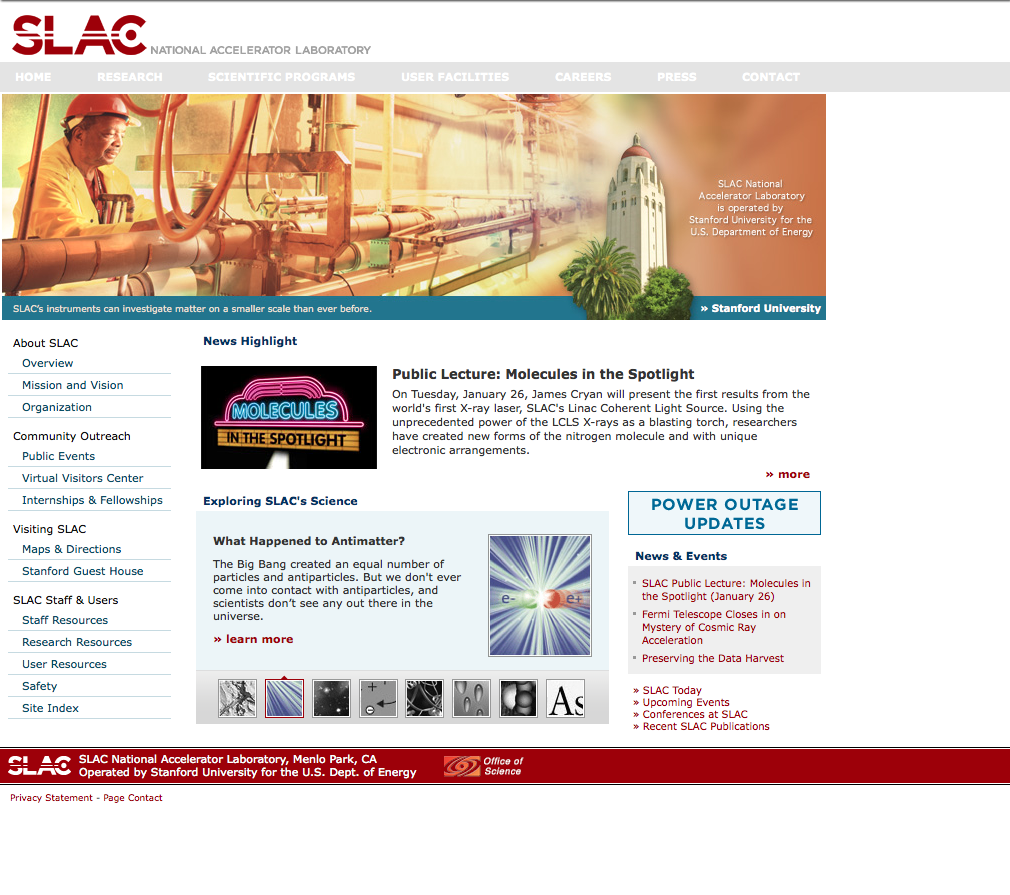 SLAC NATIONAL ACCELERATOR LABORATORY
HOME RESEARCH SCIENTIFIC PROGRAMS USER FACILITIES CAREERS PRESS CONTACT
SLAC National
Accelerator Laboratory
is operated by
Stanford University for the
U.S. Department of Energy
SLAC's instruments can investigate matter on a smaller scale than ever before.
» Stanford University
About SLAC
Overview
Mission and Vision
Organization
Community Outreach
Public Events
Virtual Visitors Center
Internships & Fellowships
Visiting SLAC
Maps & Directions
Stanford Guest House
SLAC Staff & Users
Staff Resources
Research Resources
User Resources
Safety
Site Index
News Highlight
MOLECULES
IN THE SPOTLIGHT
Public Lecture: Molecules in the Spotlight
On Tuesday, January 26, James Cryan will present the first results from the
world's first X-ray laser, SLAC's Linac Coherent Light Source. Using the
unprecedented power of the LCLS X-rays as a blasting torch, researchers
have created new forms of the nitrogen molecule and with unique
electronic arrangements.
» more
Exploring SLAC's Science
What Happened to Antimatter?
The Big Bang created an equal number of
particles and antiparticles. But we don't ever
come into contact with antiparticles, and
scientists don't see any out there in the
universe.
» learn more
e- e+
As
POWER OUTAGE
UPDATES
News & Events
SLAC Public Lecture: Molecules in
the Spotlight (January 26)
Fermi Telescope Closes in on
Mystery of Cosmic Ray
Acceleration
Preserving the Data Harvest
» SLAC Today
» Upcoming Events
» Conferences at SLAC
» Recent SLAC Publications
SLAC
SLAC National Accelerator Laboratory, Menlo Park, CA
Operated by Stanford University for the U.S. Dept. of Energy
Office of
Science
Privacy Statement - Page Contact